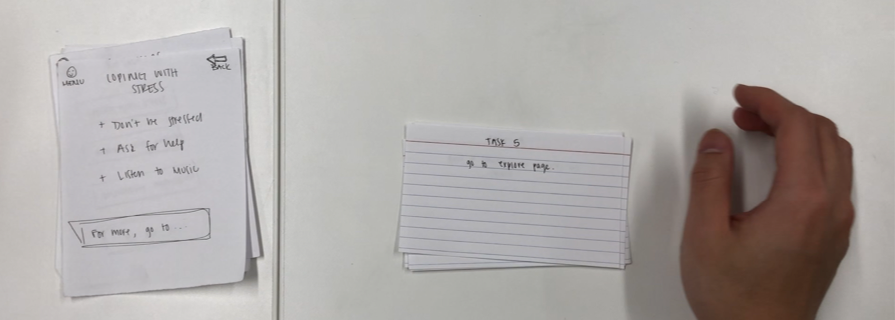 MENU
BACK
COPING WITH
STRESS
+ Don't be stressed
+ Ask for help
+ Listen to Music
For more, go to ...
TASK 5
go to explore page.